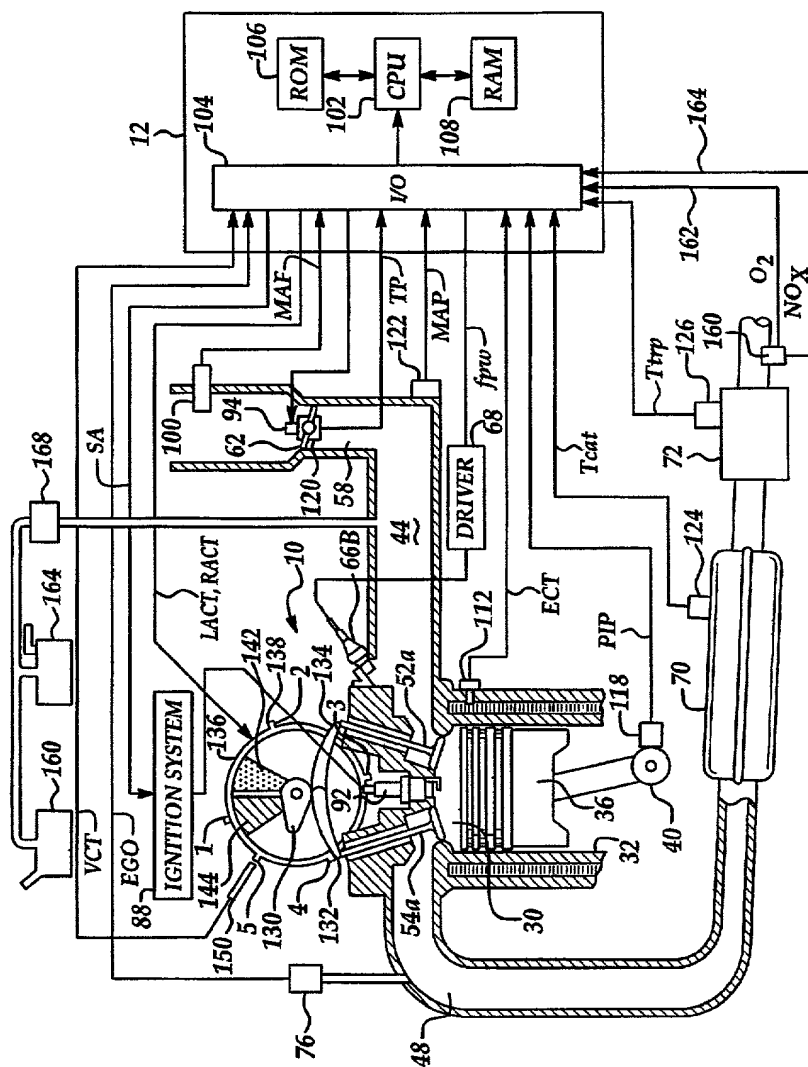 12
104
106
ROM
102
CPU
108
RAM
I/O
164
162
O2
NOX
160
126
Ttrp
72
124
Tcat
70
MAF
TP
MAP
122
100
94
62
120
58
44
fpw
DRIVER
68
66B
10
ECT
112
PIP
118
40
36
32
30
SA
LACT, RACT
168
164
160
VCT
EGO
IGNITION SYSTEM
88
142
136
138
2
134
3
52a
92
1
144
5
150
130
4
132
54a
76
48